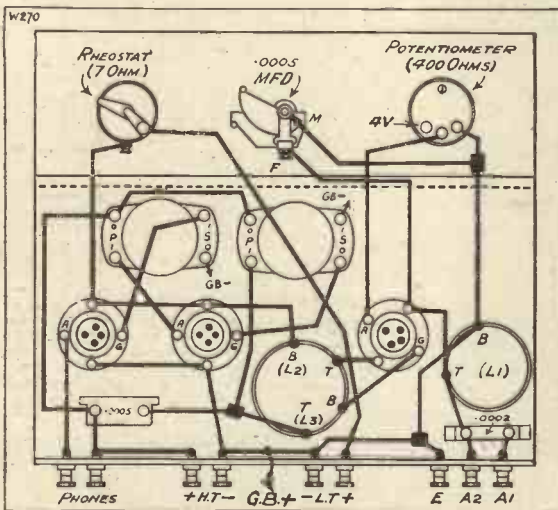 W270
RHEOSTAT
(7 OHM)
.0005
MFD
POTENTIOMETER
(400 OHMS)
M
4V
F
GB-
O I
P S
I O
O I
P S
I O
GB-
A G
A G
A
G
B
(L2)
T
B
T
(L3)
B
T
(L1)
.0005
.0002
PHONES
+H.T-
G.B.+
-L.T+
E
A2
A1